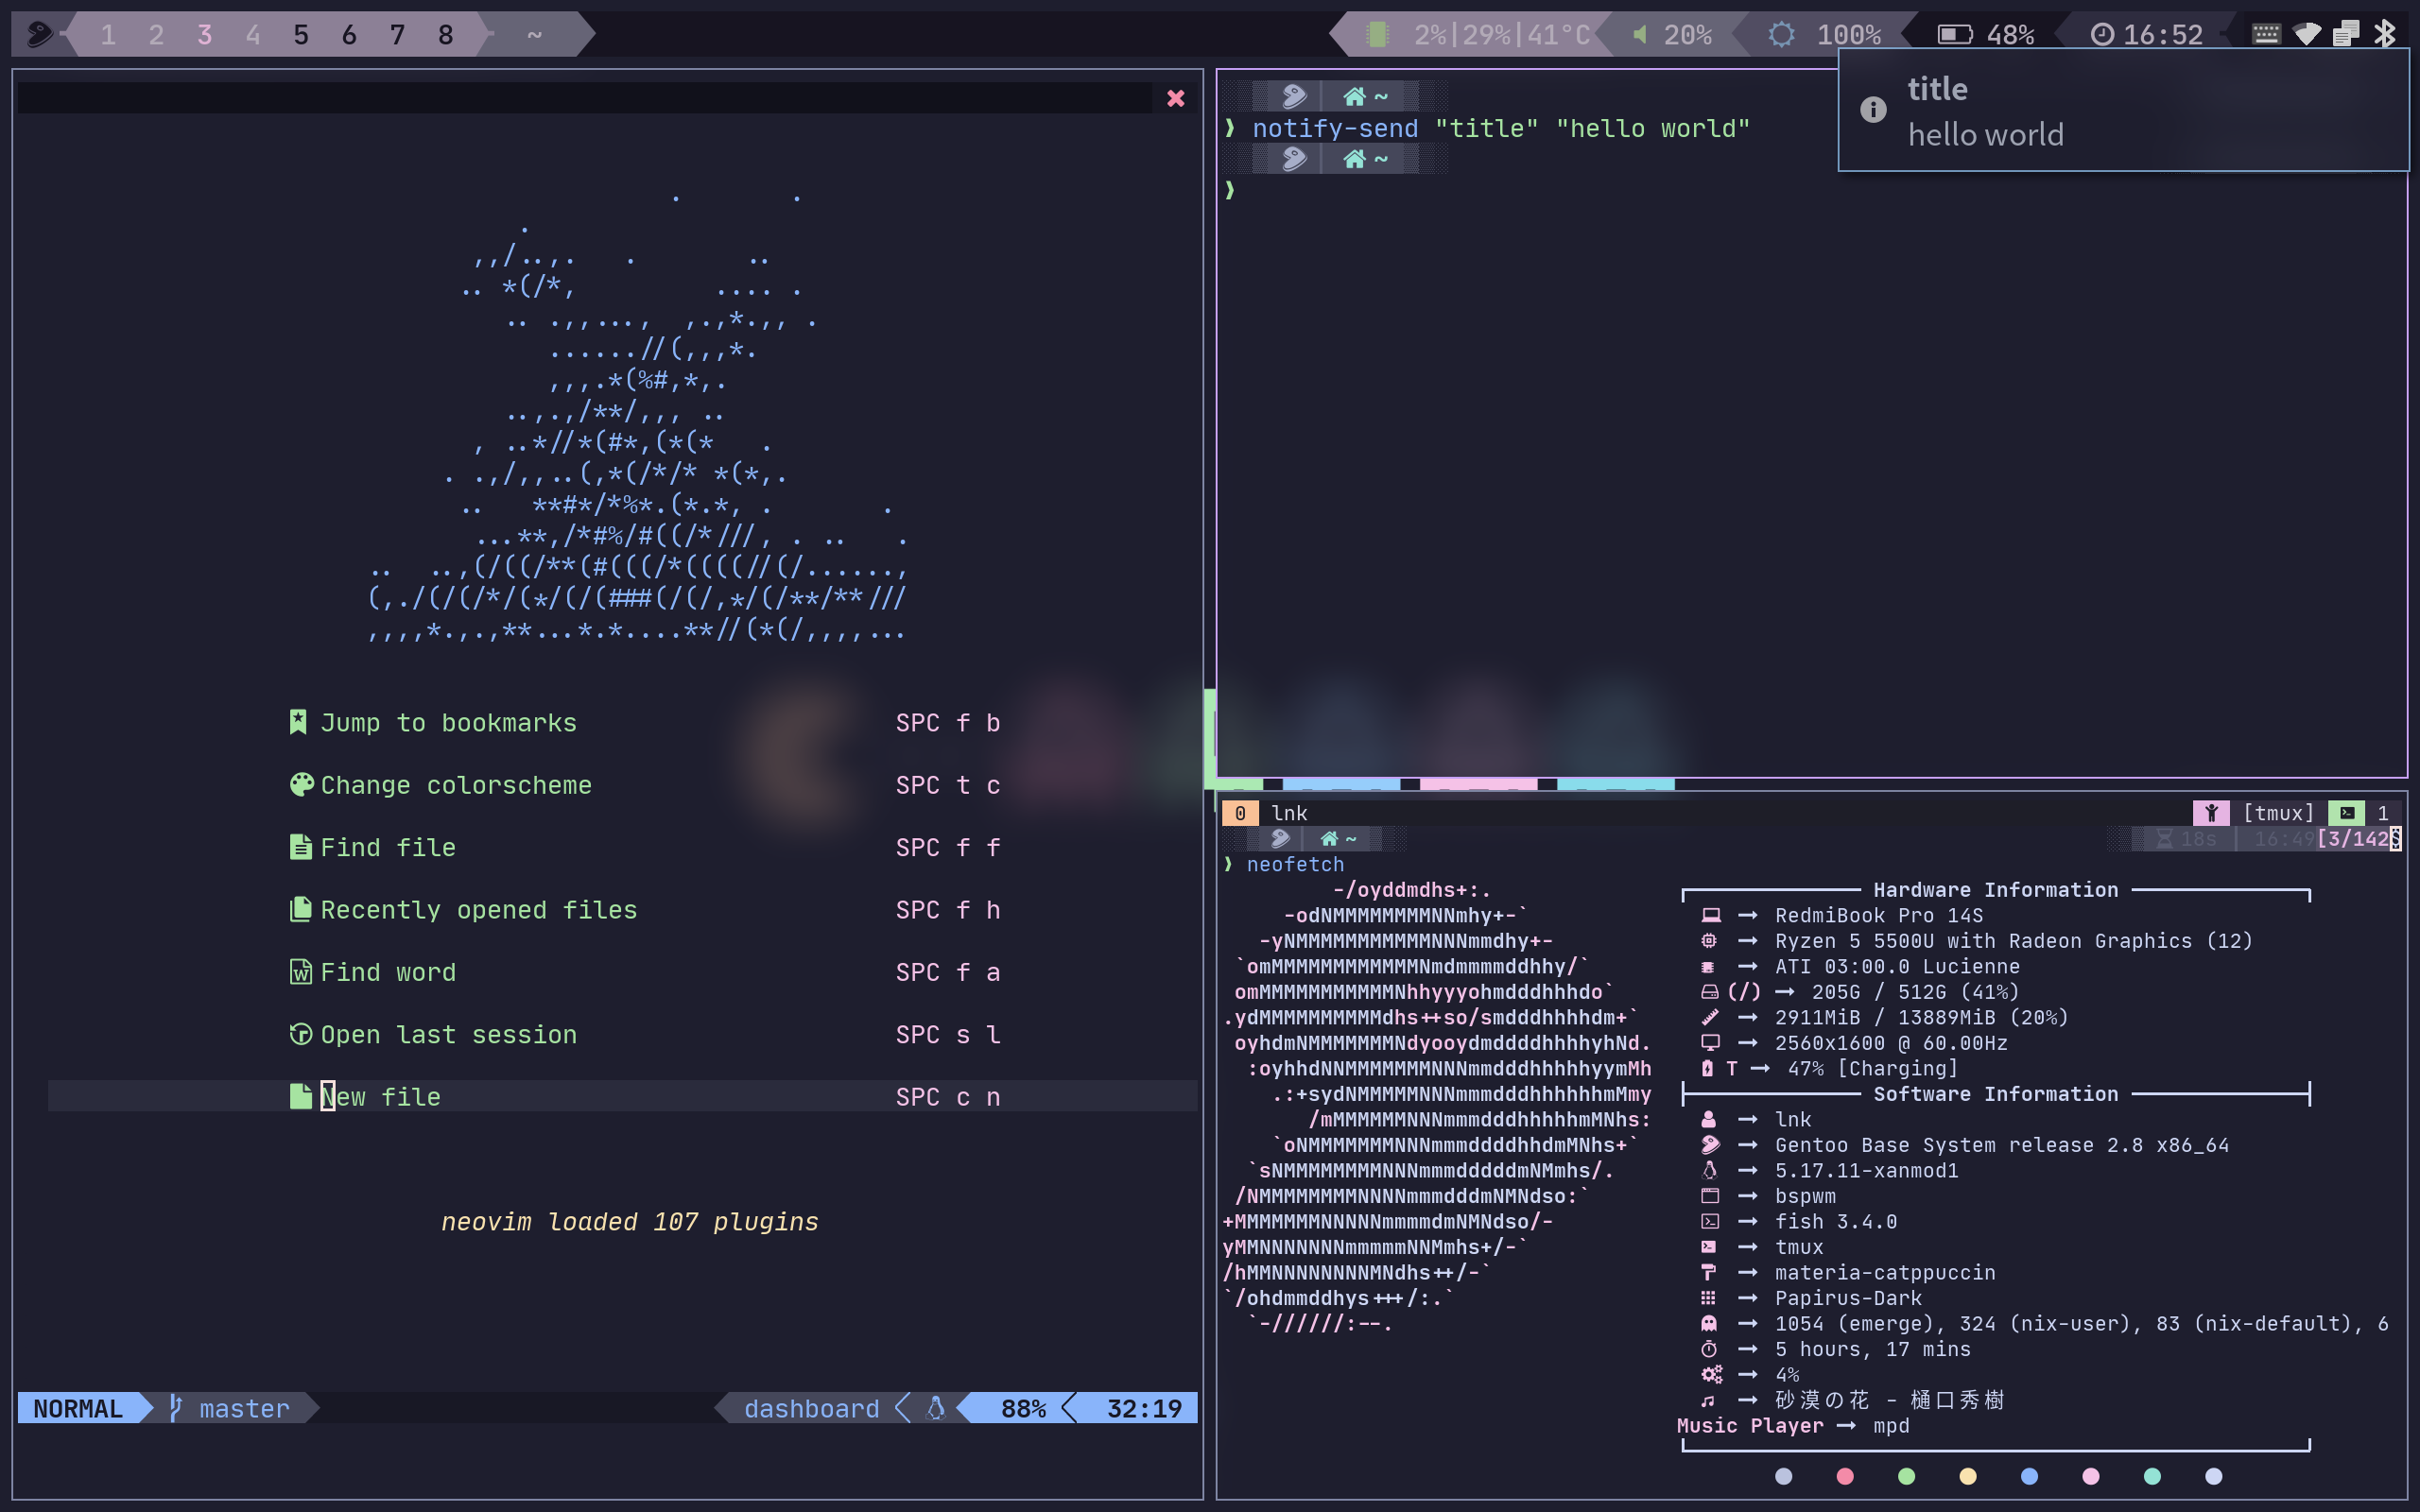 1 2 3 4 5 6 7 8 ~
2%|29%|41°C 20% 100% 48% 16:52
title
hello world
~
❱ notify-send "title" "hello world"
~
❱
Jump to bookmarks SPC f b
Change colorscheme SPC t c
Find file SPC f f
Recently opened files SPC f h
Find word SPC f a
Open last session SPC s l
New file SPC c n
neovim loaded 107 plugins
NORMAL master dashboard 88% 32:19
0 lnk [tmux] 1
~ 18s 16:49 [3/142
❱ neofetch
Hardware Information
→ RedmiBook Pro 14S
→ Ryzen 5 5500U with Radeon Graphics (12)
→ ATI 03:00.0 Lucienne
(/) → 205G / 512G (41%)
→ 2911MiB / 13889MiB (20%)
→ 2560x1600 @ 60.00Hz
T → 47% [Charging]
Software Information
→ lnk
→ Gentoo Base System release 2.8 x86_64
→ 5.17.11-xanmod1
→ bspwm
→ fish 3.4.0
→ tmux
→ materia-catppuccin
→ Papirus-Dark
→ 1054 (emerge), 324 (nix-user), 83 (nix-default), 6
→ 5 hours, 17 mins
→ 4%
→ 砂漠の花 - 樋口秀樹
Music Player → mpd